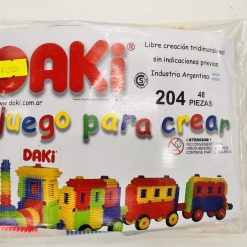 DAKi®
Libre creación tridimensional
sin indicaciones previas
Industria Argentina
www.daki.com.ar
204
48
PIEZAS
Juego para crear
DAKi
¡ATENCION!